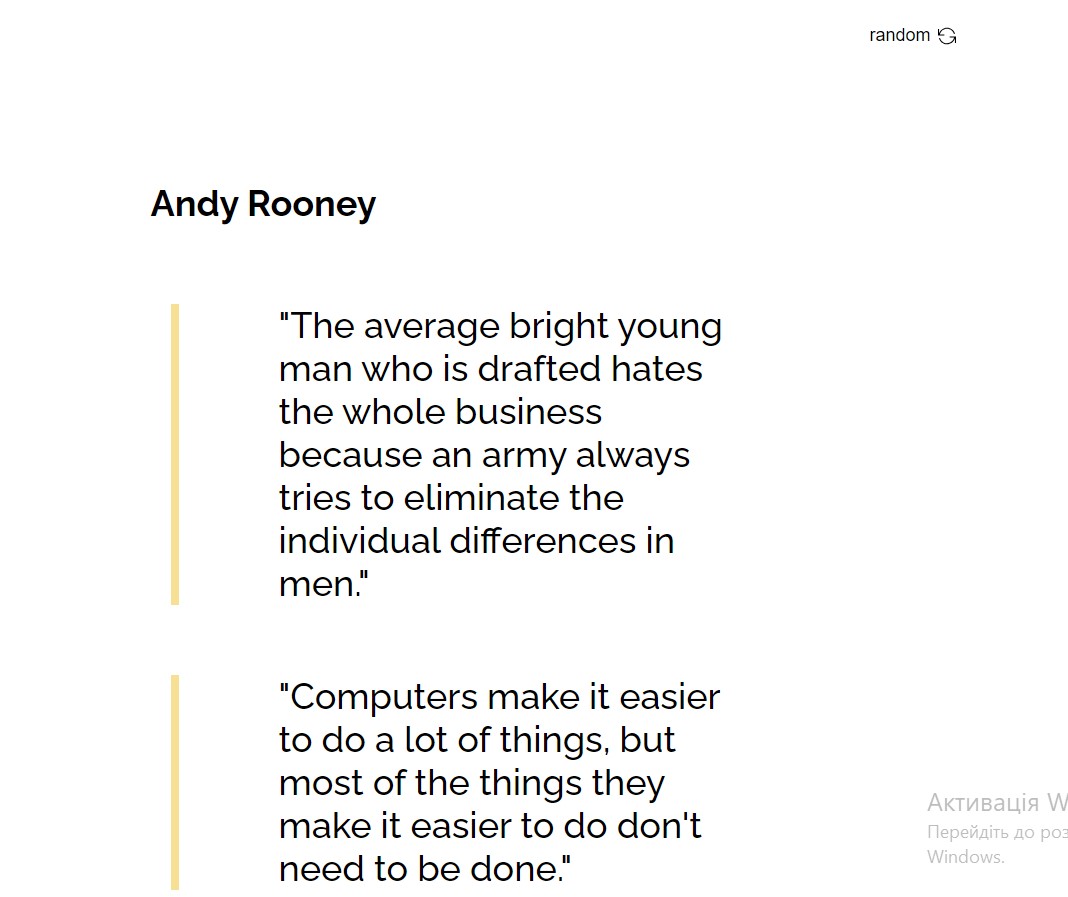 random
Andy Rooney
"The average bright young
man who is drafted hates
the whole business
because an army always
tries to eliminate the
individual differences in
men."
"Computers make it easier
to do a lot of things, but
most of the things they
make it easier to do don't
need to be done."
Активація W
Перейдіть до роз
Windows.